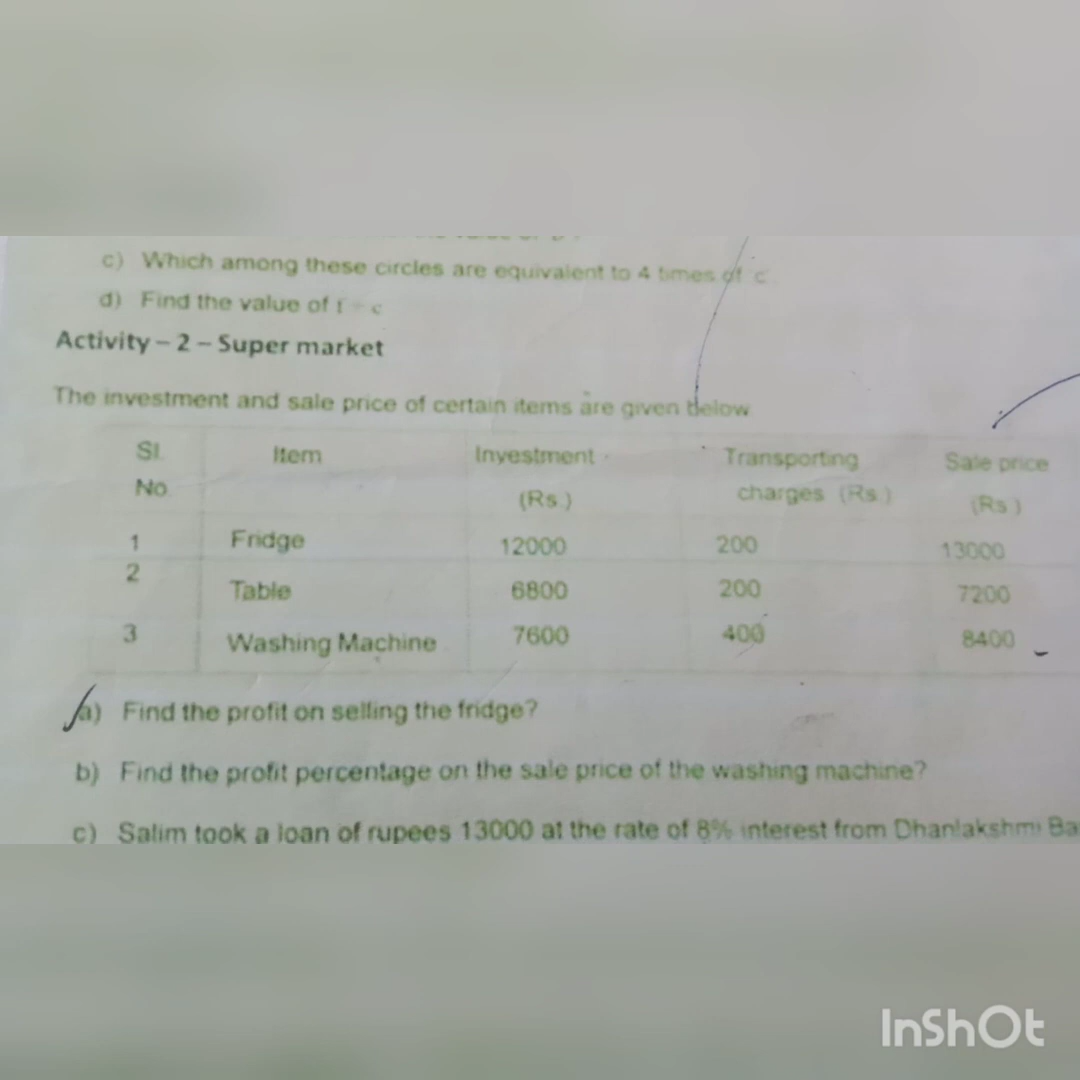 c) Which among these circles are equivalent to 4 times of c
d) Find the value of f ÷ c
Activity – 2 – Super market
The investment and sale price of certain items are given below
Sl. No Item Investment (Rs.) Transporting charges (Rs.) Sale price (Rs.)
1 Fridge 12000 200 13000
2 Table 6800 200 7200
3 Washing Machine 7600 400 8400
a) Find the profit on selling the fridge?
b) Find the profit percentage on the sale price of the washing machine?
c) Salim took a loan of rupees 13000 at the rate of 8% interest from Dhanlakshmi Ba
InShOt